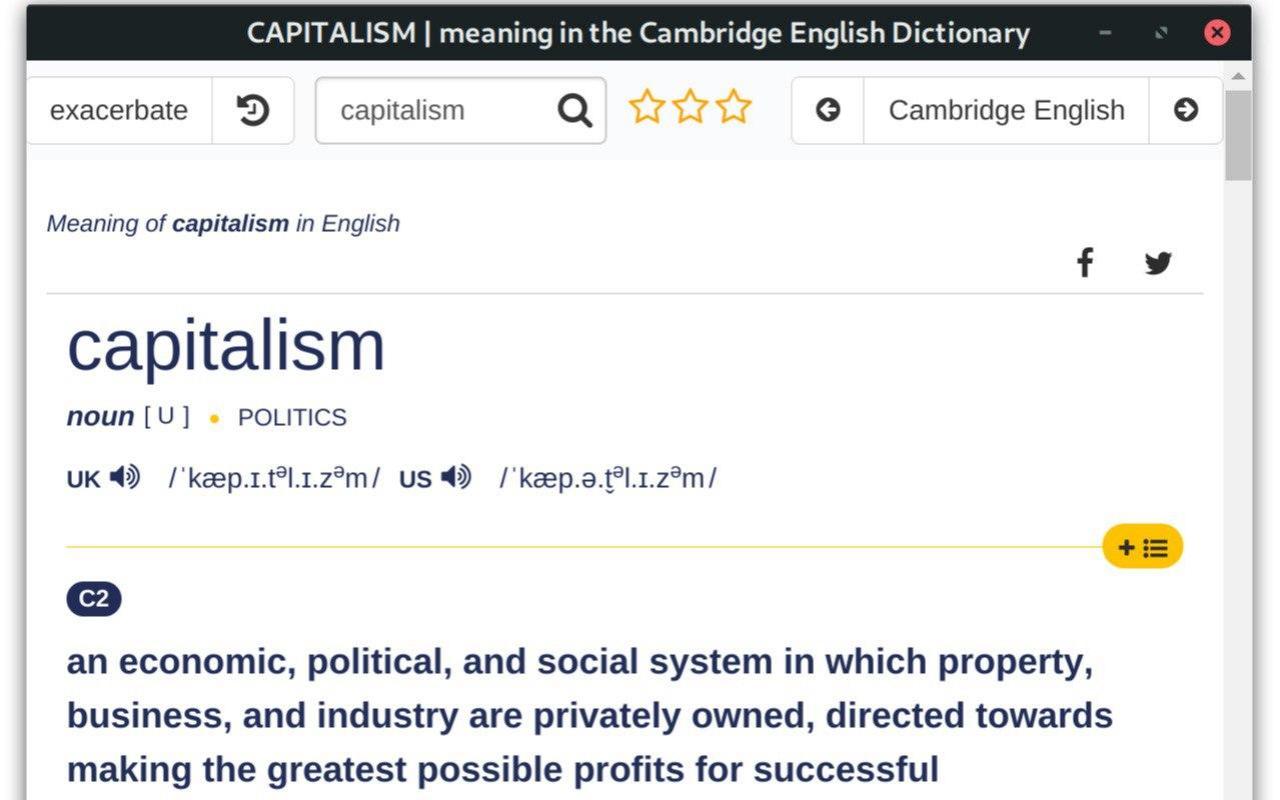 CAPITALISM | meaning in the Cambridge English Dictionary
exacerbate capitalism Cambridge English
Meaning of capitalism in English
capitalism
noun [ U ] • POLITICS
UK /ˈkæp.ɪ.tᵊl.ɪ.zᵊm/ US /ˈkæp.ə.t̬ᵊl.ɪ.zᵊm/
C2
an economic, political, and social system in which property,
business, and industry are privately owned, directed towards
making the greatest possible profits for successful